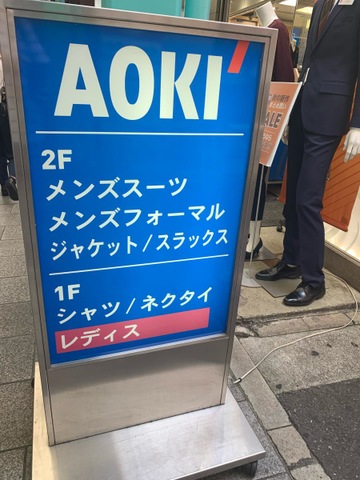 AOKI'
2F
メンズスーツ
メンズフォーマル
ジャケット/スラックス
1F
シャツ/ネクタイ
レディス
SALE